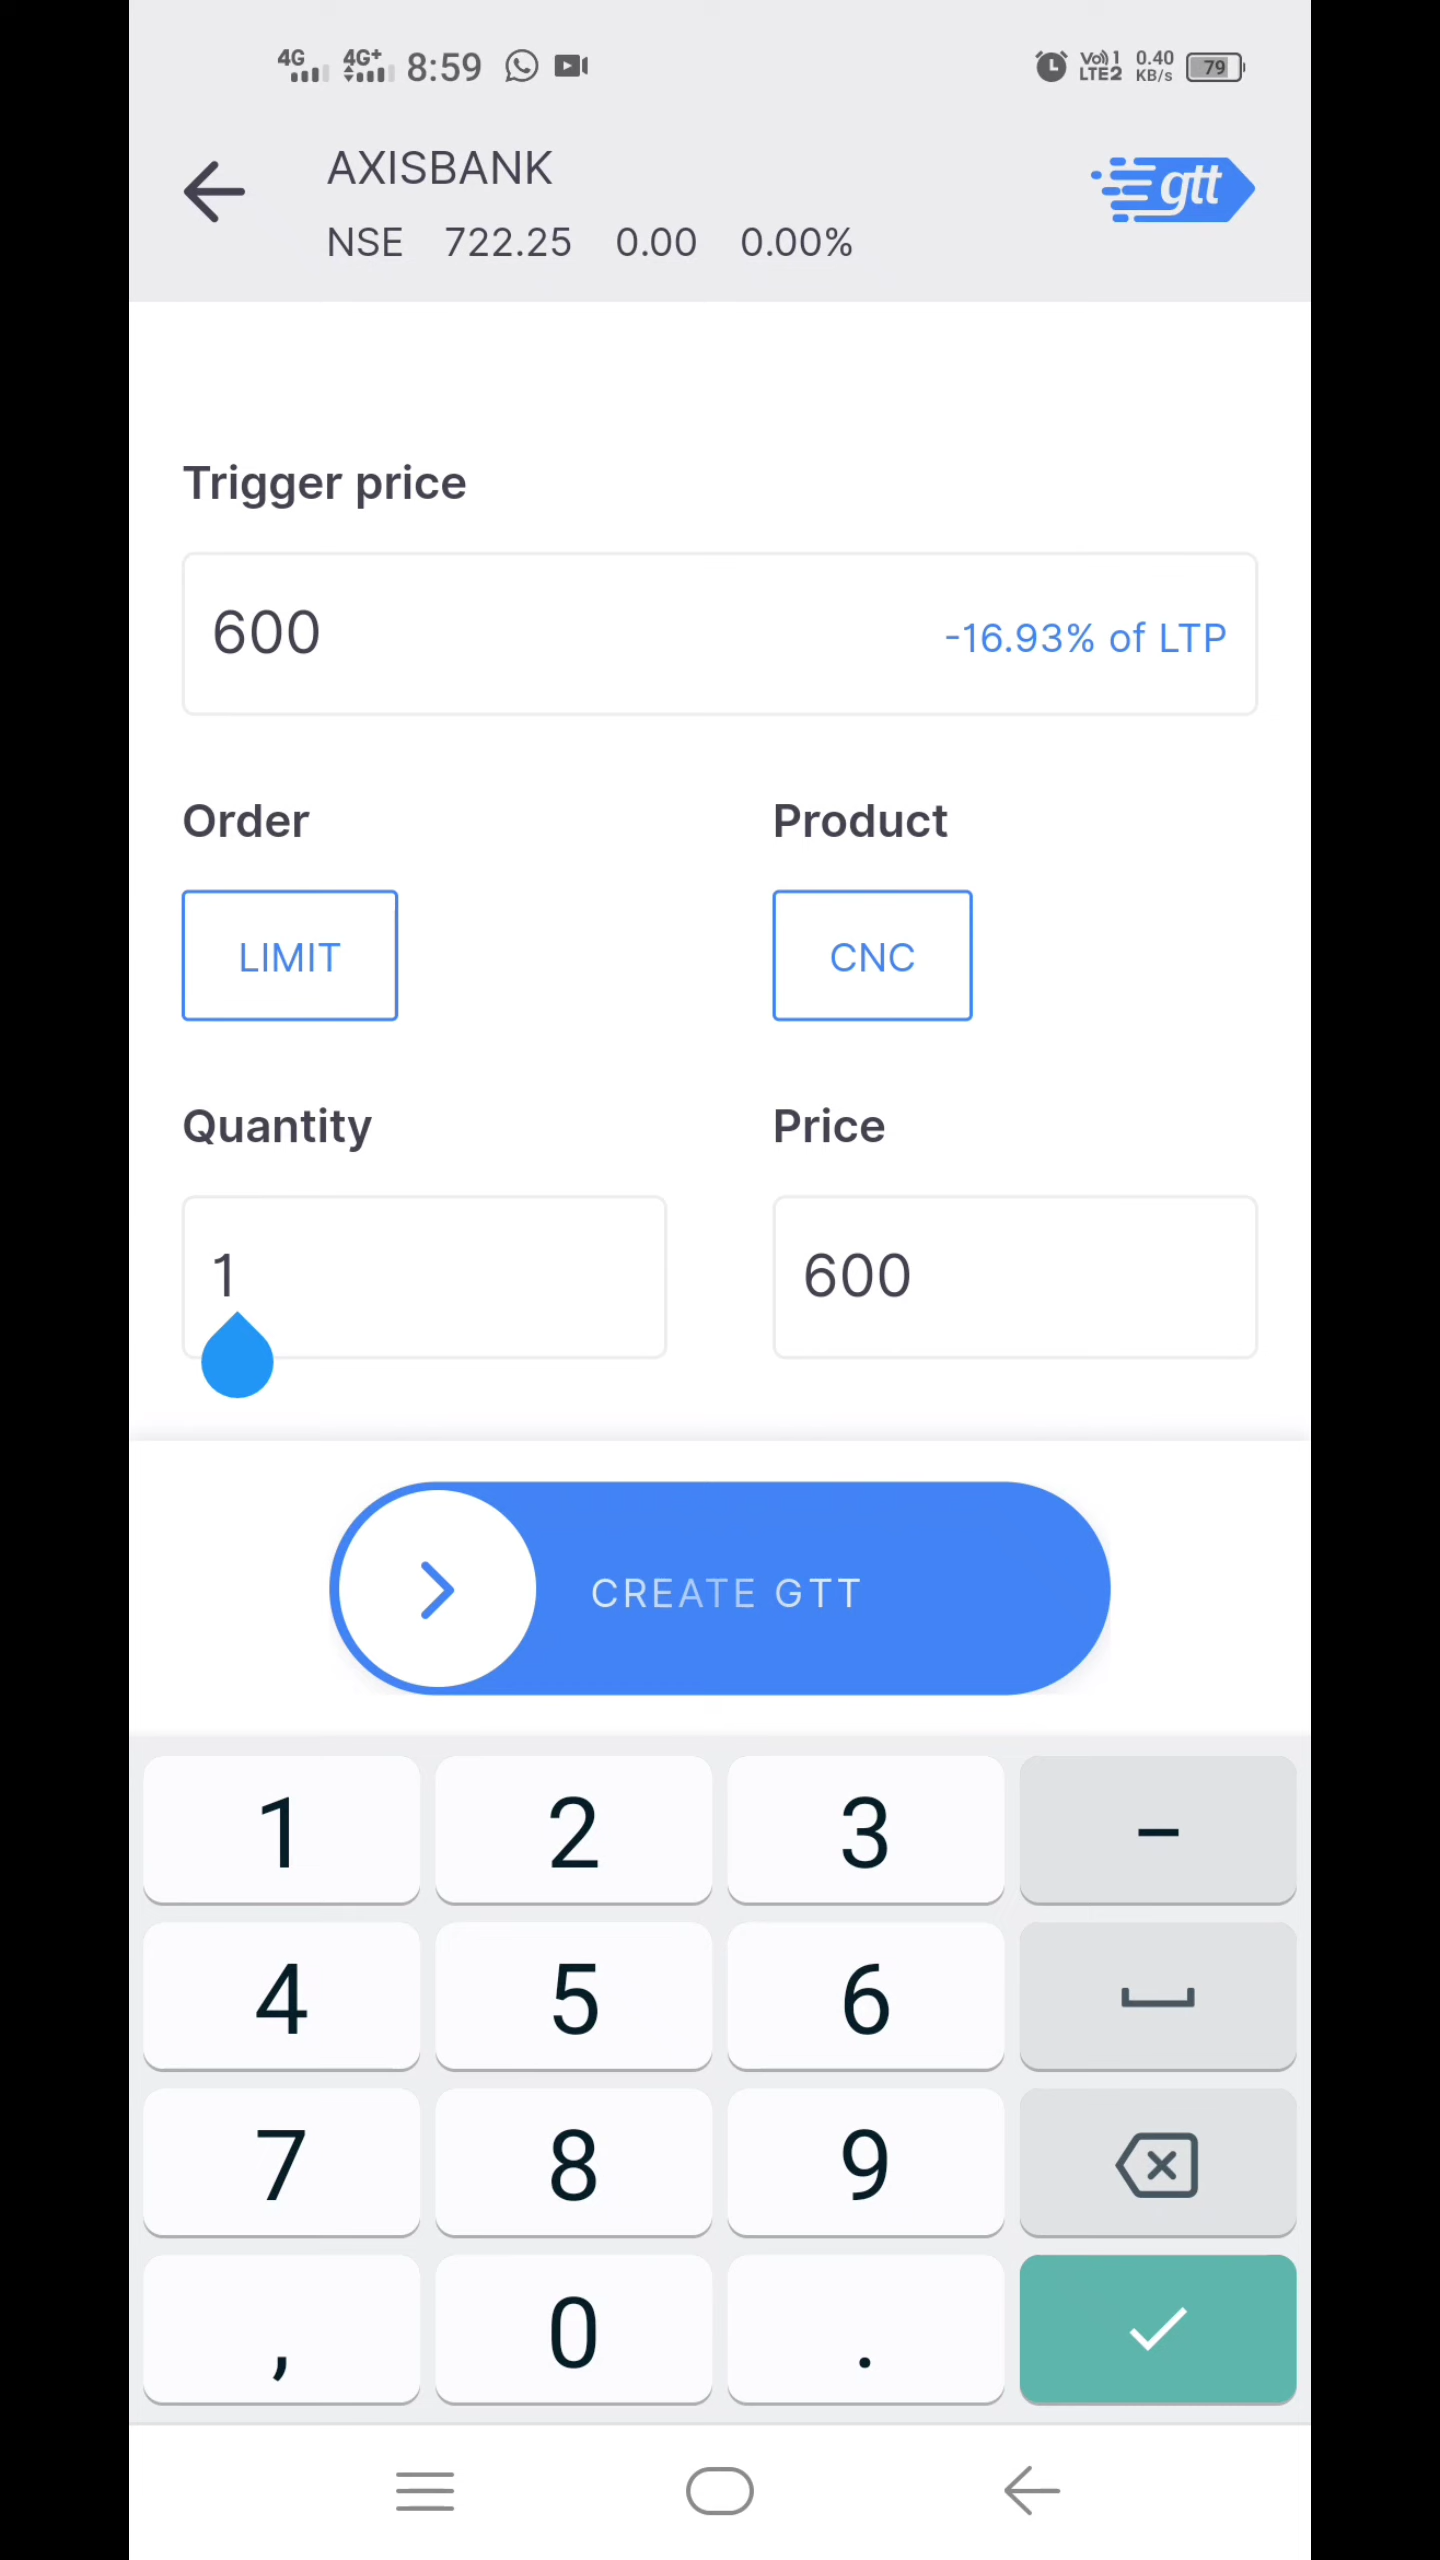 4G 4G+ 8:59 Vo)) 1 LTE2 0.40 KB/s 79
AXISBANK
gtt
NSE 722.25 0.00 0.00%
Trigger price
600 -16.93% of LTP
Order Product
LIMIT CNC
Quantity Price
1 600
CREATE GTT
1 2 3 -
4 5 6
7 8 9
, 0 .